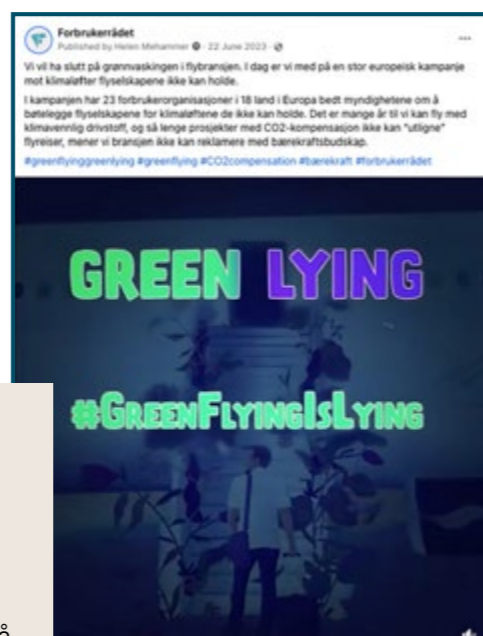 Forbrukerrådet
Published by Helen Mehammer · 22 June 2023 ·
Vi vil ha slutt på grønnvaskingen i flybransjen. I dag er vi med på en stor europeisk kampanje
mot klimaløfter flyselskapene ikke kan holde.
I kampanjen har 23 forbrukerorganisasjoner i 18 land i Europa bedt myndighetene om å
bøtelegge flyselskapene for klimaløftene de ikke kan holde. Det er mange år til vi kan fly med
klimavennlig drivstoff, og så lenge prosjekter med CO2-kompensasjon ikke kan "utligne"
flyreiser, mener vi bransjen ikke kan reklamere med bærekraftsbudskap.
#greenflyinggreenlying #greenflying #CO2compensation #bærekraft #forbrukerrådet
GREEN LYING
#GREENFLYINGISLYING
å